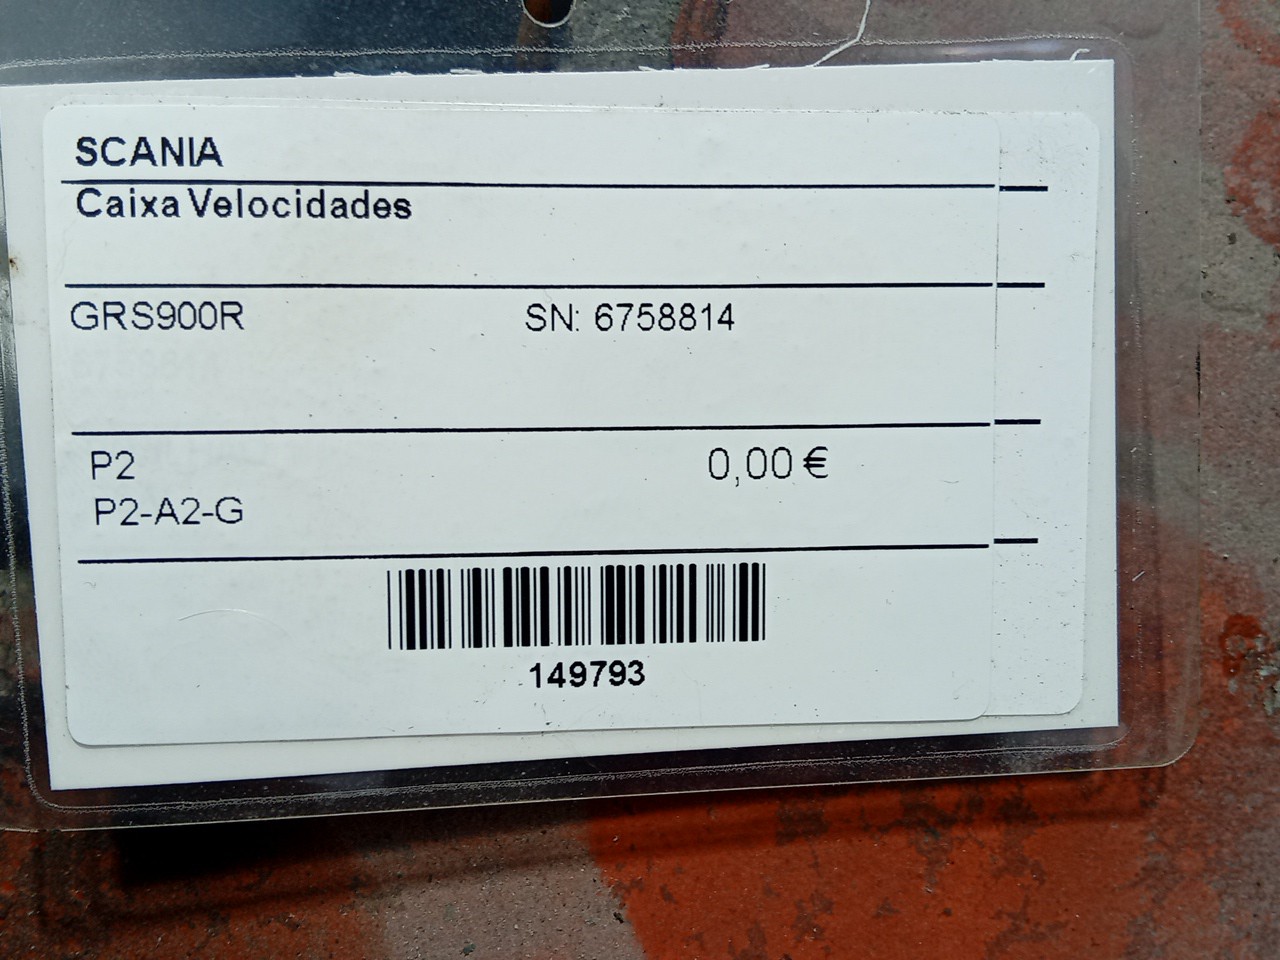 SCANIA
Caixa Velocidades
GRS900R SN: 6758814
P2 0,00 €
P2-A2-G
149793